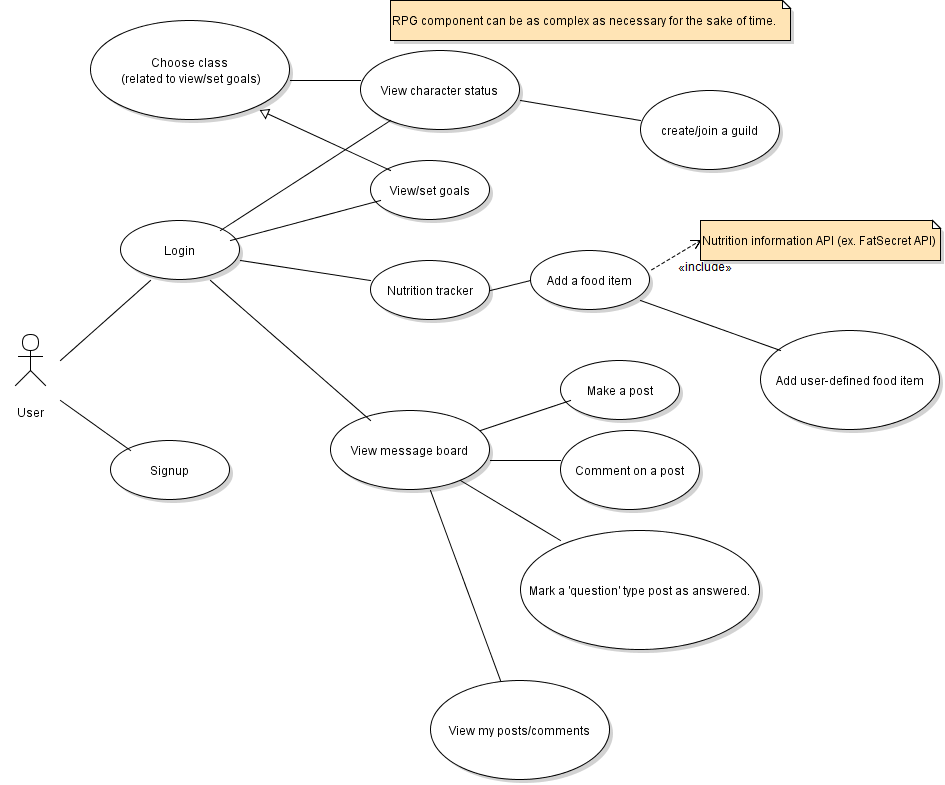 RPG component can be as complex as necessary for the sake of time.
Choose class
(related to view/set goals)
View character status
create/join a guild
View/set goals
Login
Nutrition information API (ex. FatSecret API)
«include»
Nutrition tracker
Add a food item
Add user-defined food item
User
Make a post
View message board
Comment on a post
Signup
Mark a 'question' type post as answered.
View my posts/comments